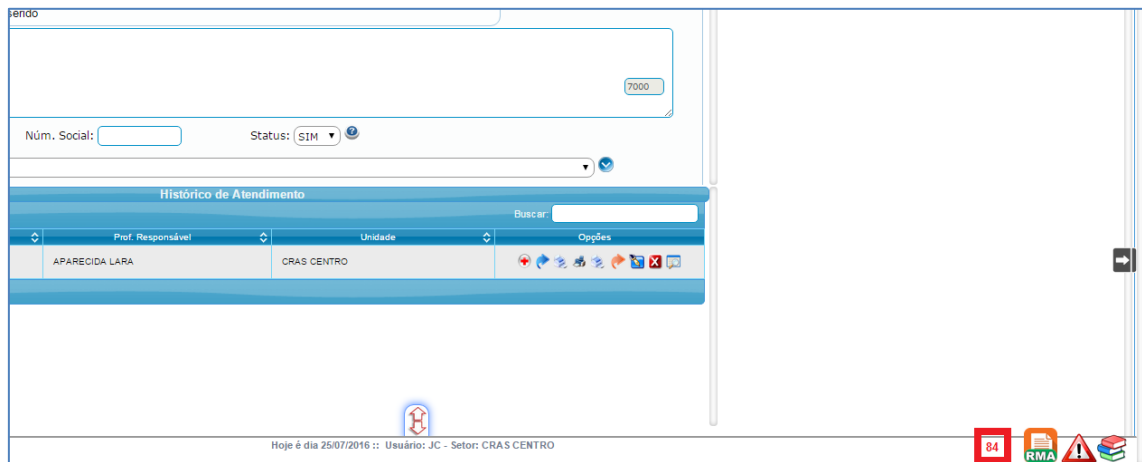 serido
7000
Núm. Social:
Status: SIM
Histórico de Atendimento
Buscar:
Prof. Responsável Unidade Opções
APARECIDA LARA CRAS CENTRO
H
Hoje é dia 25/07/2016 :: Usuário: JC - Setor: CRAS CENTRO
84
RMA